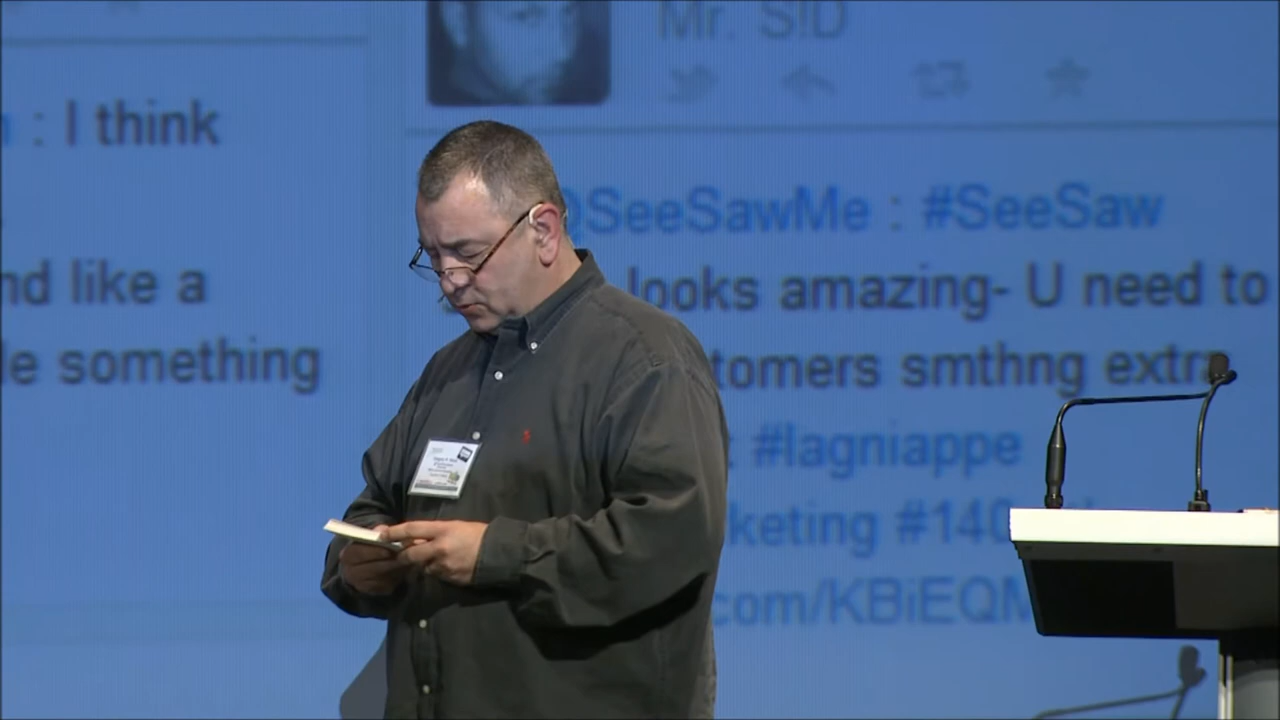 : I think
nd like a
le something
Mr. S!D
@SeeSawMe : #SeeSaw
looks amazing- U need to
tomers smthng extra
#lagniappe
keting #140
com/KBiEQM